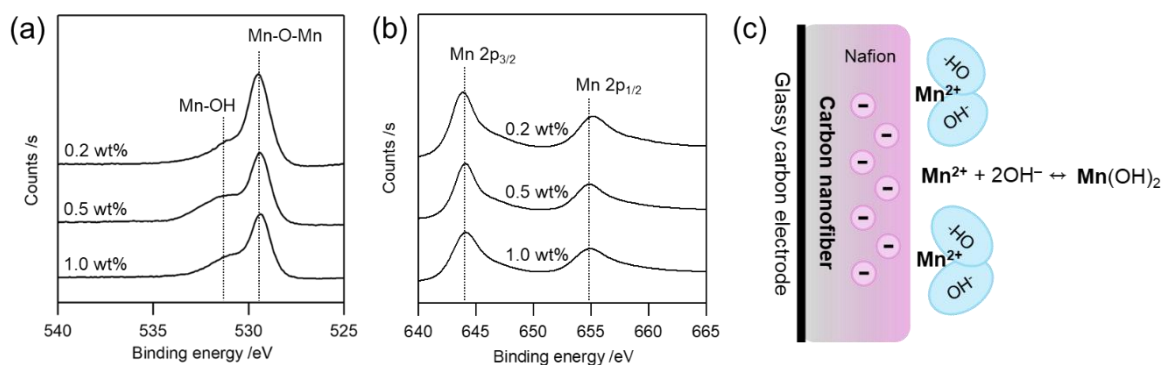 (a)
Mn-O-Mn
Mn-OH
0.2 wt%
0.5 wt%
1.0 wt%
Counts /s
540 535 530 525
Binding energy /eV
(b)
Mn 2p3/2
Mn 2p1/2
0.2 wt%
0.5 wt%
1.0 wt%
Counts /s
640 645 650 655 660 665
Binding energy /eV
(c)
Glassy carbon electrode
Carbon nanofiber
Nafion
−
−
−
−
−
−
−
OH-
Mn2+
OH-
Mn2+ + 2OH− ↔ Mn(OH)2
OH-
Mn2+
OH-